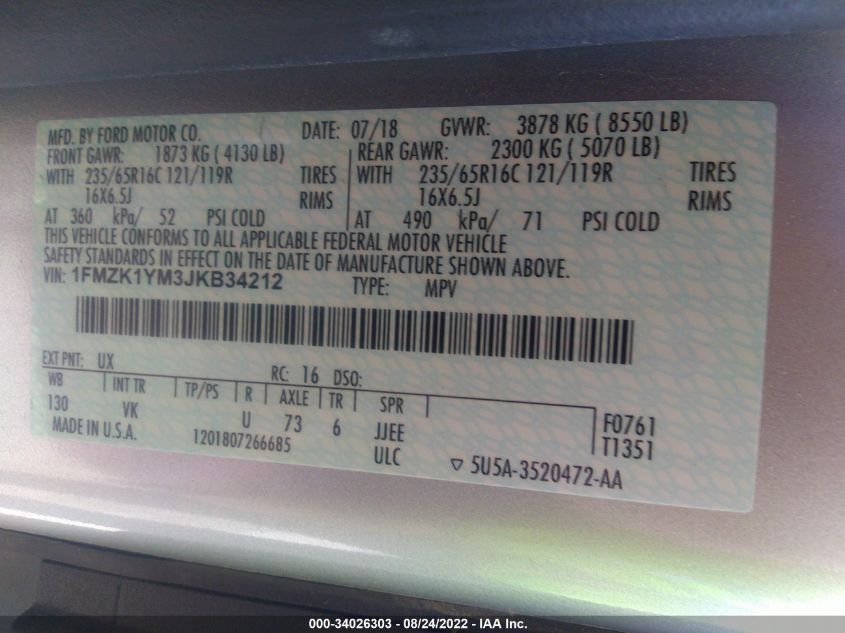 MFD. BY FORD MOTOR CO. DATE: 07/18 GVWR: 3878 KG ( 8550 LB)
FRONT GAWR: 1873 KG ( 4130 LB) REAR GAWR: 2300 KG ( 5070 LB)
WITH 235/65R16C 121/119R TIRES WITH 235/65R16C 121/119R TIRES
16X6.5J RIMS 16X6.5J RIMS
AT 360 kPa/ 52 PSI COLD AT 490 kPa/ 71 PSI COLD
THIS VEHICLE CONFORMS TO ALL APPLICABLE FEDERAL MOTOR VEHICLE
SAFETY STANDARDS IN EFFECT ON THE DATE OF MANUFACTURE SHOWN ABOVE.
VIN: 1FMZK1YM3JKB34212 TYPE: MPV
EXT PNT: UX RC: 16 DSO:
WB INT TR TP/PS R AXLE TR SPR
130 VK U 73 6 JJEE F0761
MADE IN U.S.A. 1201807266685 ULC T1351
▽ 5U5A-3520472-AA
000-34026303 - 08/24/2022 - IAA Inc.